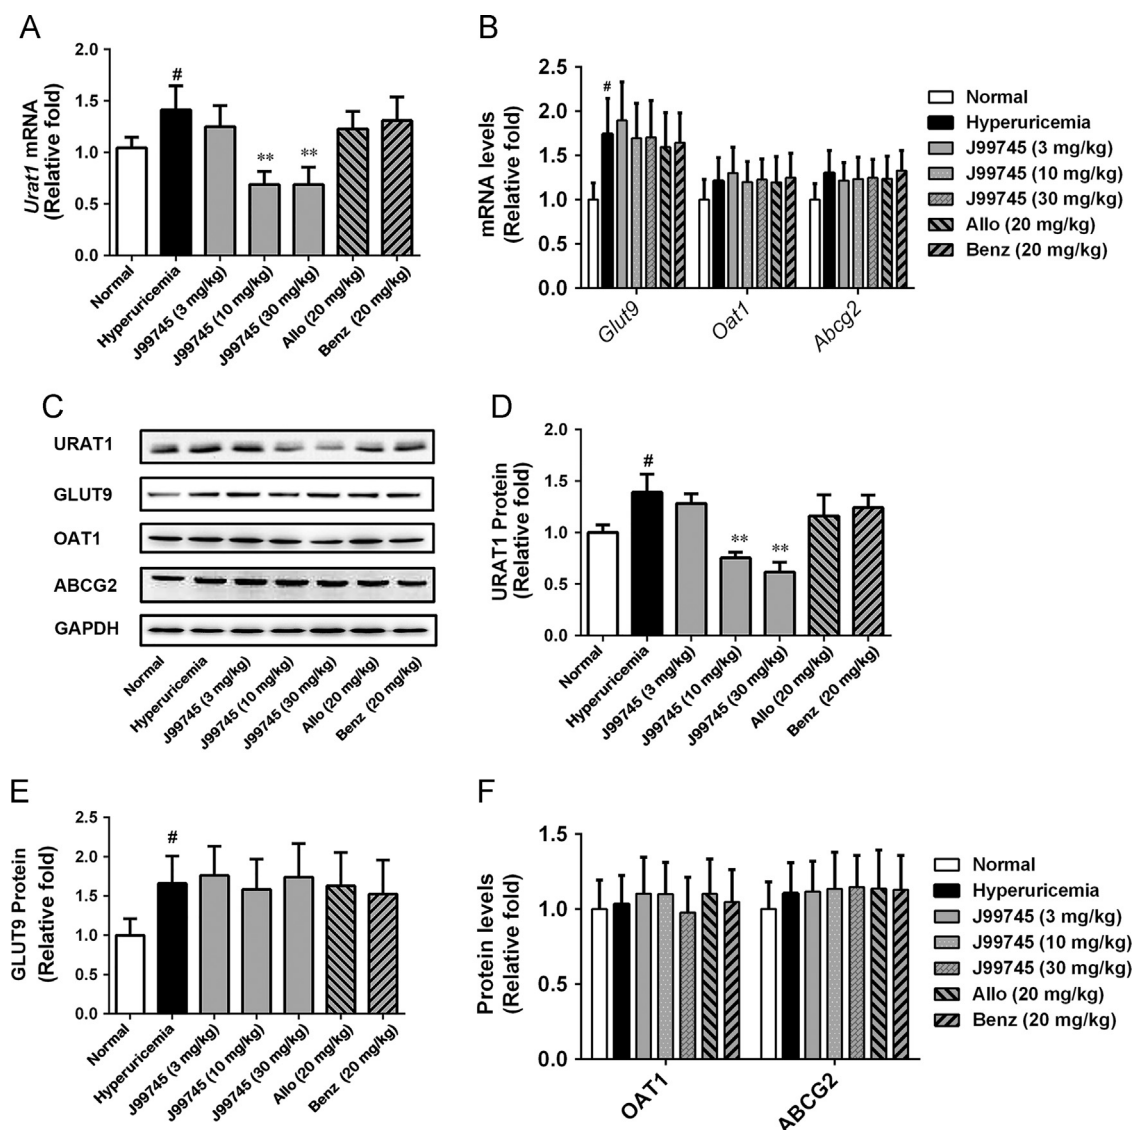 A
Urat1 mRNA
(Relative fold)
2.0
1.5
1.0
0.5
0.0
#
**
**
Normal
Hyperuricemia
J99745 (3 mg/kg)
J99745 (10 mg/kg)
J99745 (30 mg/kg)
Allo (20 mg/kg)
Benz (20 mg/kg)
B
mRNA levels
(Relative fold)
2.5
2.0
1.5
1.0
0.5
0.0
#
Glut9
Oat1
Abcg2
Normal
Hyperuricemia
J99745 (3 mg/kg)
J99745 (10 mg/kg)
J99745 (30 mg/kg)
Allo (20 mg/kg)
Benz (20 mg/kg)
C
URAT1
GLUT9
OAT1
ABCG2
GAPDH
Normal
Hyperuricemia
J99745 (3 mg/kg)
J99745 (10 mg/kg)
J99745 (30 mg/kg)
Allo (20 mg/kg)
Benz (20 mg/kg)
D
URAT1 Protein
(Relative fold)
2.0
1.5
1.0
0.5
0.0
#
**
**
Normal
Hyperuricemia
J99745 (3 mg/kg)
J99745 (10 mg/kg)
J99745 (30 mg/kg)
Allo (20 mg/kg)
Benz (20 mg/kg)
E
GLUT9 Protein
(Relative fold)
2.5
2.0
1.5
1.0
0.5
0.0
#
Normal
Hyperuricemia
J99745 (3 mg/kg)
J99745 (10 mg/kg)
J99745 (30 mg/kg)
Allo (20 mg/kg)
Benz (20 mg/kg)
F
Protein levels
(Relative fold)
1.5
1.0
0.5
0.0
OAT1
ABCG2
Normal
Hyperuricemia
J99745 (3 mg/kg)
J99745 (10 mg/kg)
J99745 (30 mg/kg)
Allo (20 mg/kg)
Benz (20 mg/kg)